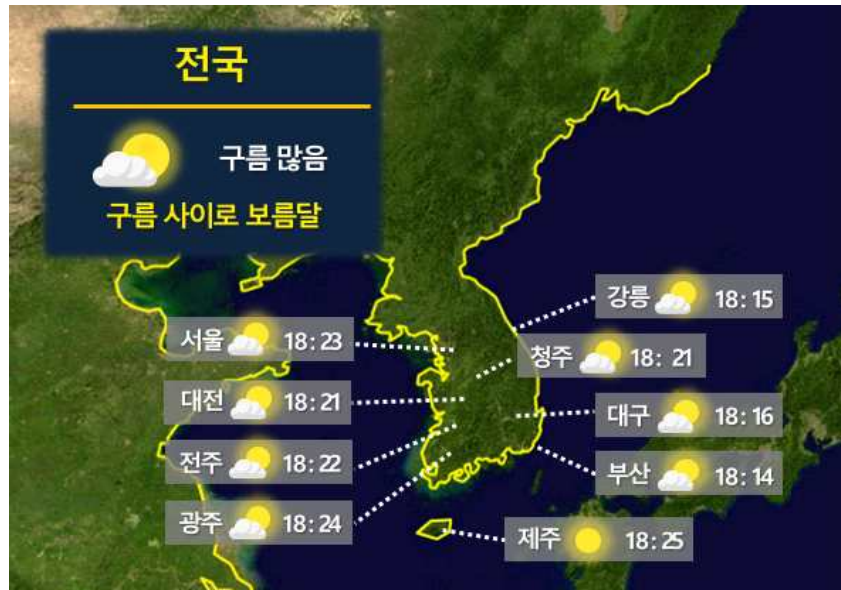 전국
구름 많음
구름 사이로 보름달
강릉 18:15
서울 18:23
청주 18: 21
대전 18:21
대구 18:16
전주 18:22
부산 18:14
광주 18:24
제주 18:25